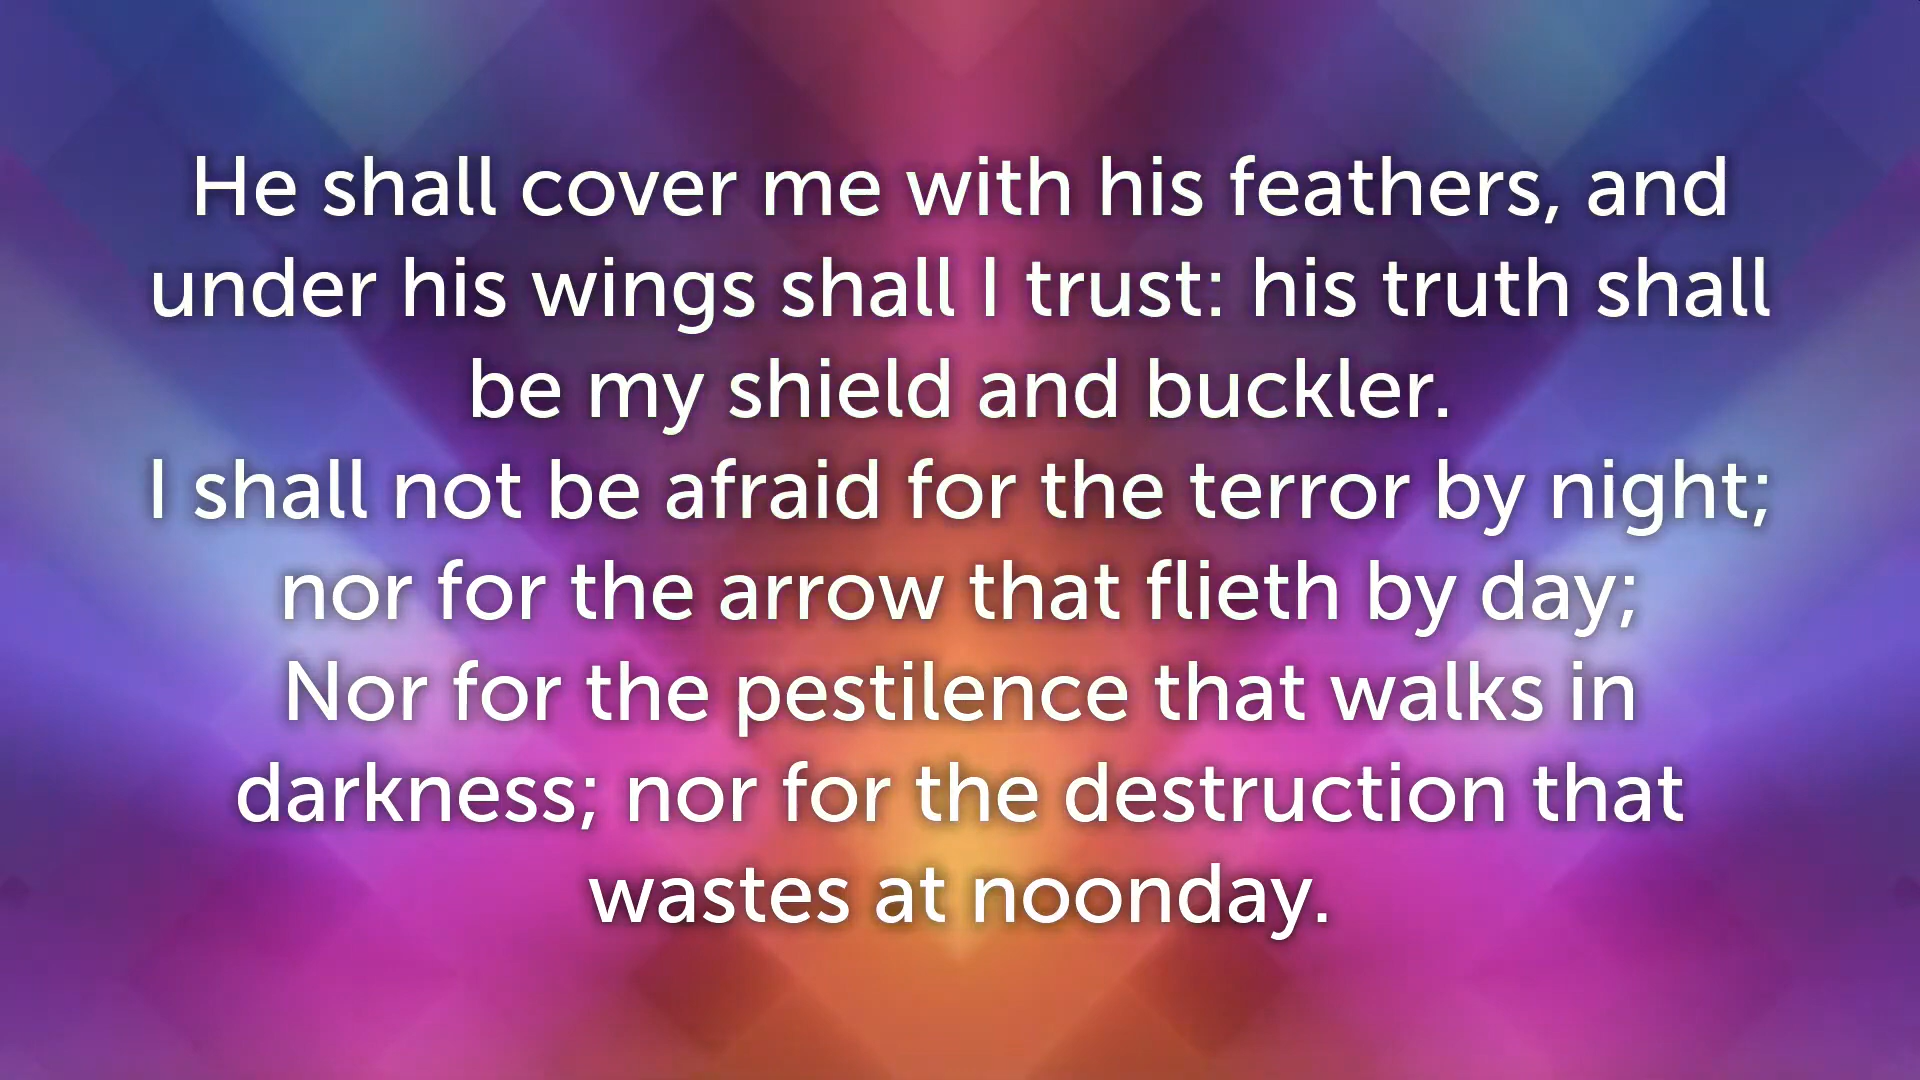 He shall cover me with his feathers, and
under his wings shall I trust: his truth shall
be my shield and buckler.
I shall not be afraid for the terror by night;
nor for the arrow that flieth by day;
Nor for the pestilence that walks in
darkness; nor for the destruction that
wastes at noonday.